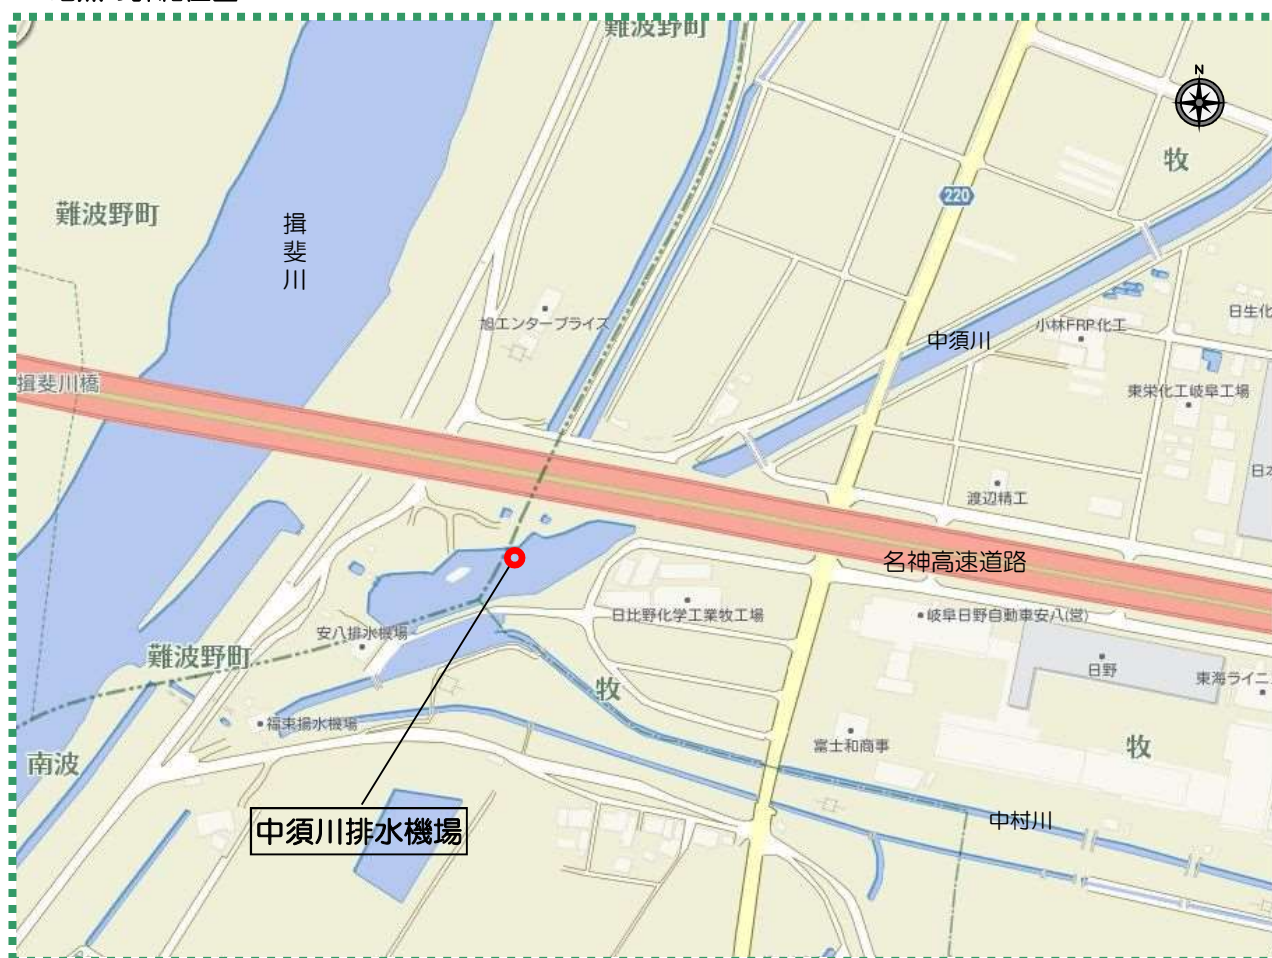 難波野町
N
牧
難波野町
220
揖斐川
日生化
旭エンタープライズ
小林FRP化工
中須川
揖斐川橋
東栄化工岐阜工場
日本
渡辺精工
名神高速道路
日比野化学工業牧工場
岐阜日野自動車安八(営)
安八排水機場
難波野町
日野
東海ライニ
牧
福束揚水機場
富士和商事
牧
南波
中村川
中須川排水機場